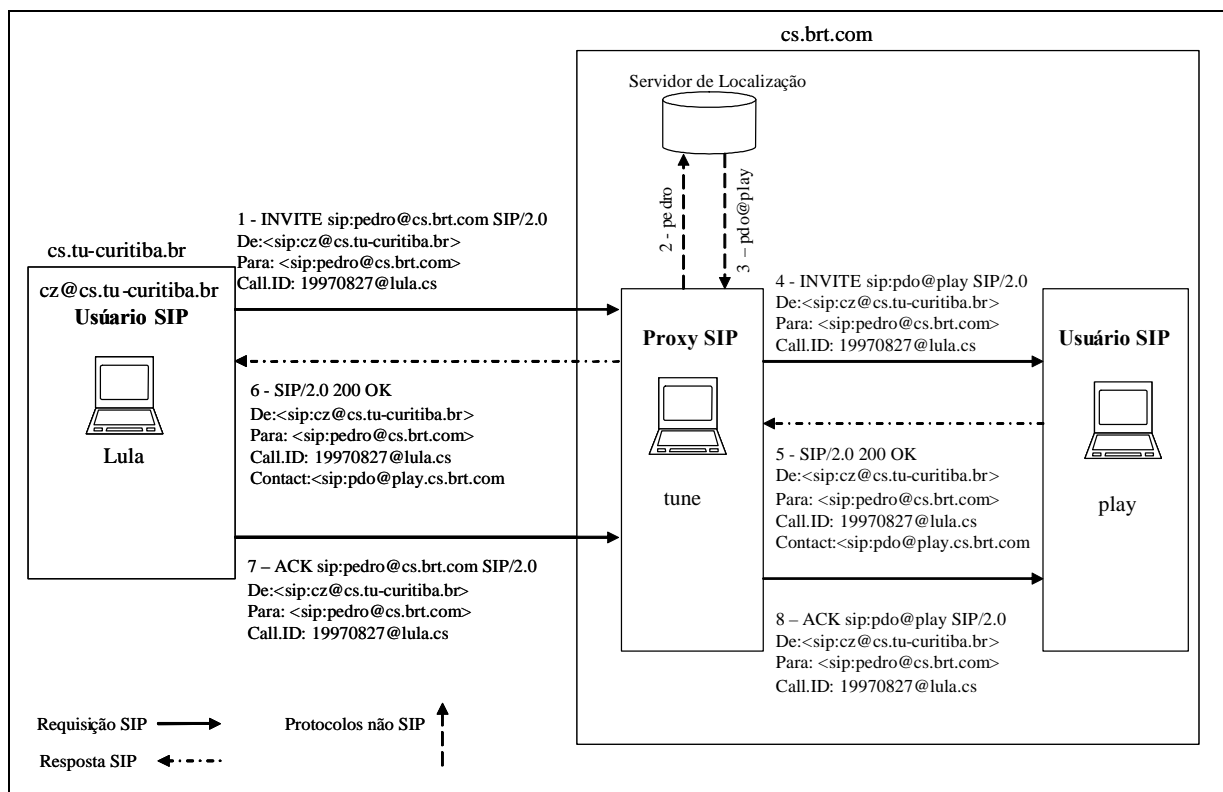 cs.brt.com
Servidor de Localização
2 - pedro
3 – pdo@play
1 - INVITE sip:pedro@cs.brt.com SIP/2.0
De:<sip:cz@cs.tu-curitiba.br>
Para: <sip:pedro@cs.brt.com>
Call.ID: 19970827@lula.cs
cs.tu-curitiba.br
cz@cs.tu-curitiba.br
Usúario SIP
Lula
Proxy SIP
tune
4 - INVITE sip:pdo@play SIP/2.0
De:<sip:cz@cs.tu-curitiba.br>
Para: <sip:pedro@cs.brt.com>
Call.ID: 19970827@lula.cs
Usuário SIP
play
6 - SIP/2.0 200 OK
De:<sip:cz@cs.tu-curitiba.br>
Para: <sip:pedro@cs.brt.com>
Call.ID: 19970827@lula.cs
Contact:<sip:pdo@play.cs.brt.com
5 - SIP/2.0 200 OK
De:<sip:cz@cs.tu-curitiba.br>
Para: <sip:pedro@cs.brt.com>
Call.ID: 19970827@lula.cs
Contact:<sip:pdo@play.cs.brt.com
7 – ACK sip:pedro@cs.brt.com SIP/2.0
De:<sip:cz@cs.tu-curitiba.br>
Para: <sip:pedro@cs.brt.com>
Call.ID: 19970827@lula.cs
8 – ACK sip:pdo@play SIP/2.0
De:<sip:cz@cs.tu-curitiba.br>
Para: <sip:pedro@cs.brt.com>
Call.ID: 19970827@lula.cs
Requisição SIP
Protocolos não SIP
Resposta SIP